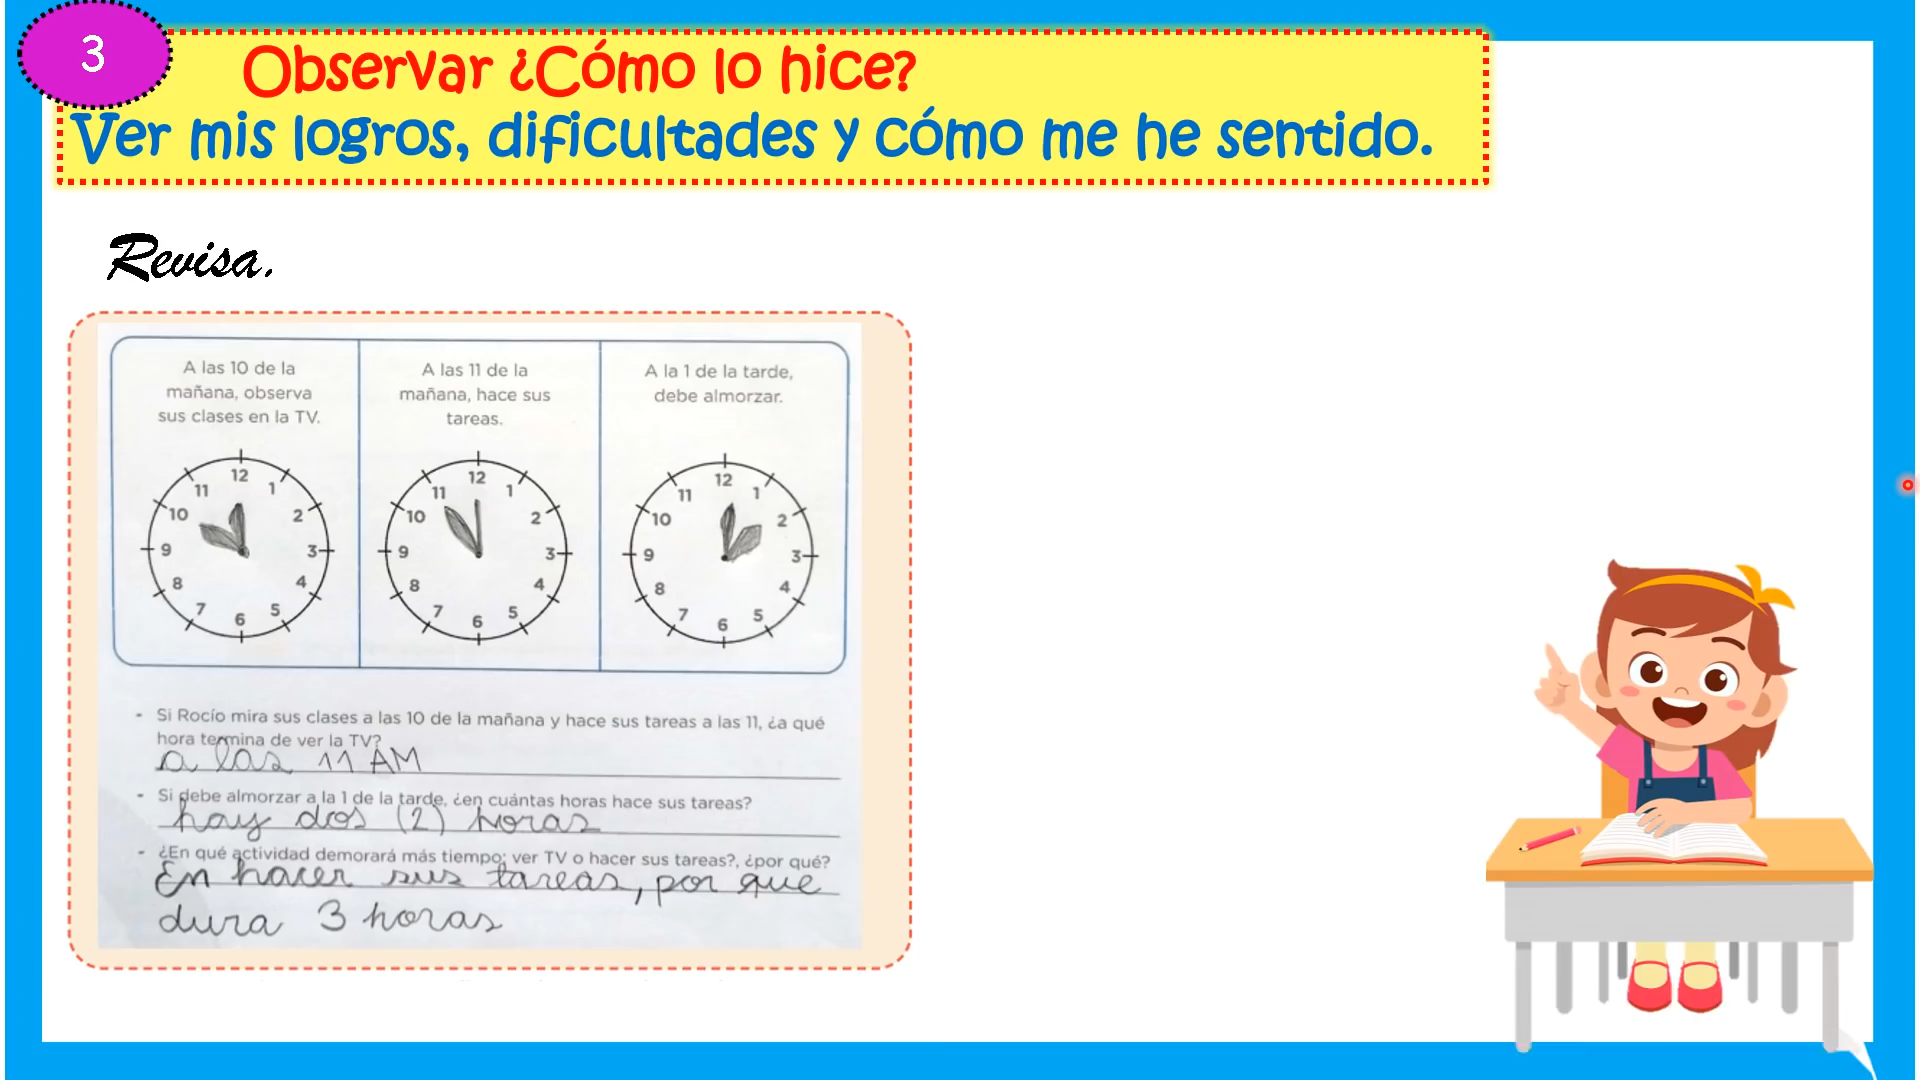 3
Observar ¿Cómo lo hice?
Ver mis logros, dificultades y cómo me he sentido.
Revisa.
A las 10 de la
mañana, observa
sus clases en la TV.
A las 11 de la
mañana, hace sus
tareas.
A la 1 de la tarde,
debe almorzar.
12
11 1
10 2
9 3
8 4
7 5
6
12
11 1
10 2
9 3
8 4
7 5
6
12
11 1
10 2
9 3
8 4
7 5
6
- Si Rocío mira sus clases a las 10 de la mañana y hace sus tareas a las 11, ¿a qué
hora termina de ver la TV?
a las 11 AM
- Si debe almorzar a la 1 de la tarde, ¿en cuántas horas hace sus tareas?
hay dos (2) horas
- ¿En qué actividad demorará más tiempo: ver TV o hacer sus tareas?, ¿por qué?
En hacer sus tareas, por que
dura 3 horas